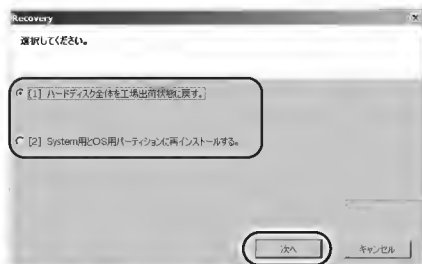 Recovery
選択してください。
[1] ハードディスク全体を工場出荷状態に戻す。
[2] System用とOS用パーティションに再インストールする。
次へ
キャンセル